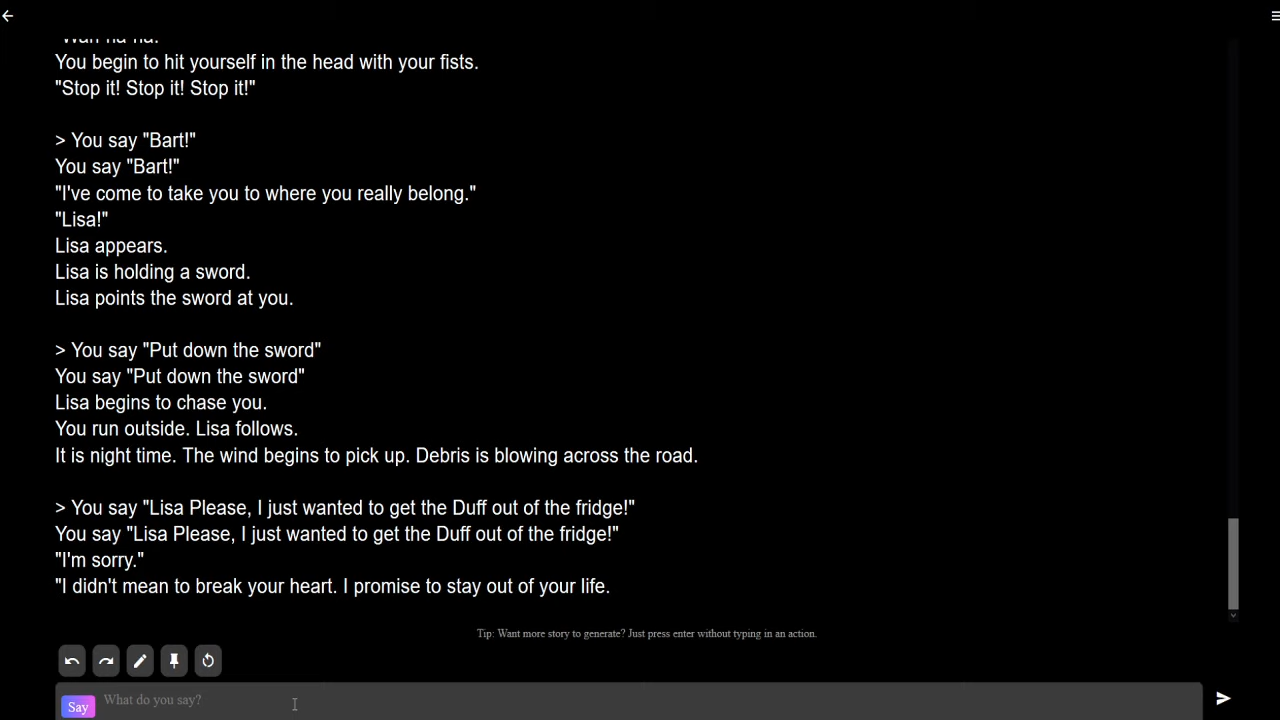 You begin to hit yourself in the head with your fists.
"Stop it! Stop it! Stop it!"
> You say "Bart!"
You say "Bart!"
"I've come to take you to where you really belong."
"Lisa!"
Lisa appears.
Lisa is holding a sword.
Lisa points the sword at you.
> You say "Put down the sword"
You say "Put down the sword"
Lisa begins to chase you.
You run outside. Lisa follows.
It is night time. The wind begins to pick up. Debris is blowing across the road.
> You say "Lisa Please, I just wanted to get the Duff out of the fridge!"
You say "Lisa Please, I just wanted to get the Duff out of the fridge!"
"I'm sorry."
"I didn't mean to break your heart. I promise to stay out of your life.
Tip: Want more story to generate? Just press enter without typing in an action.
Say What do you say?